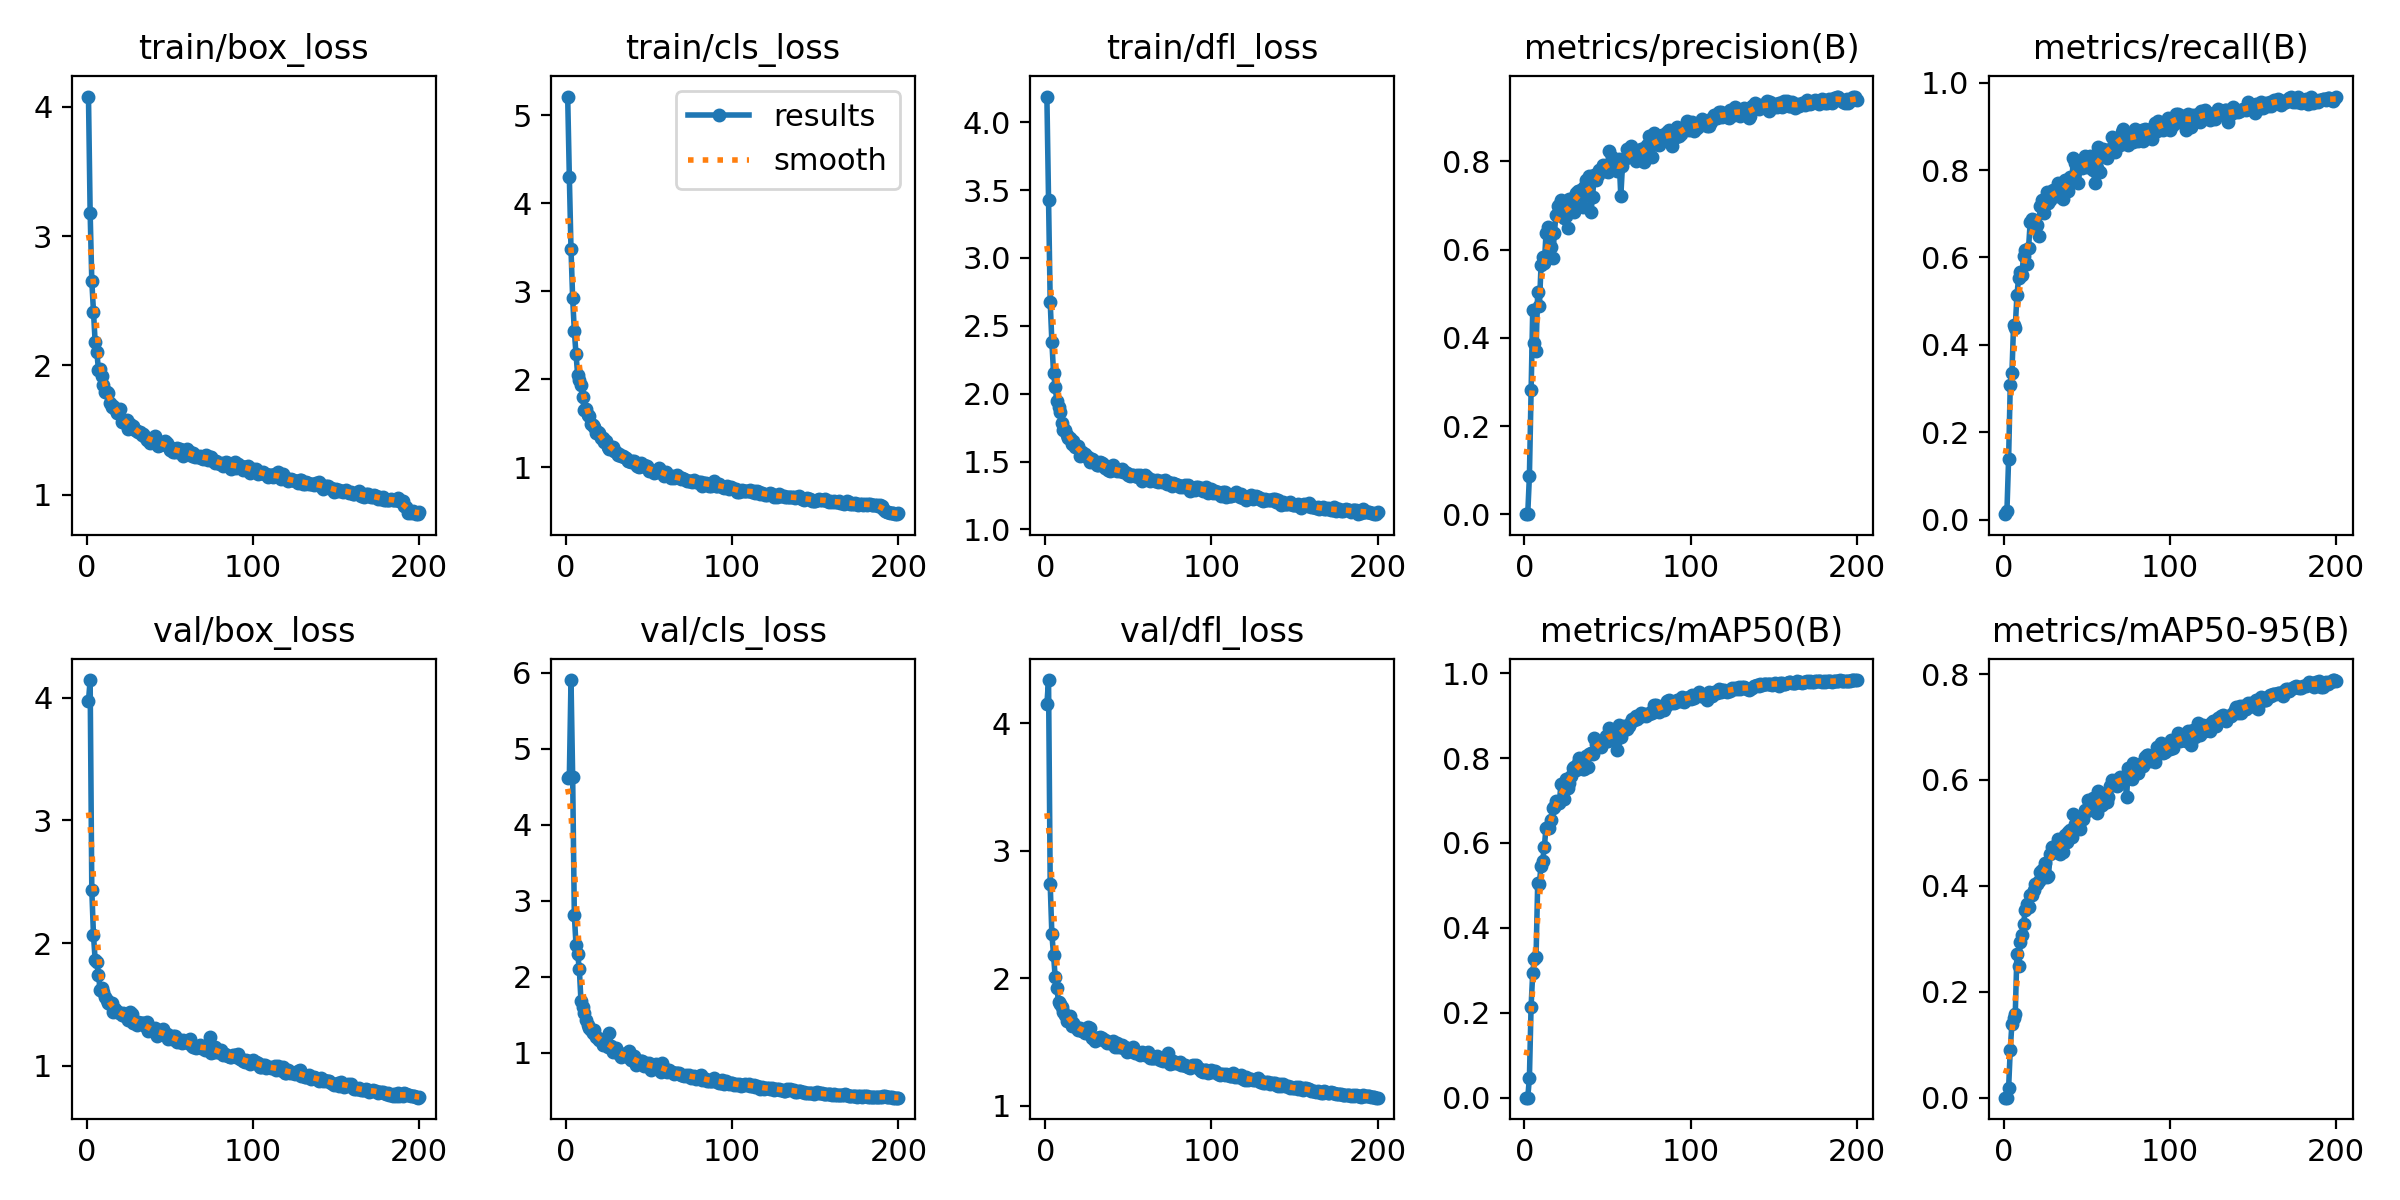 train/box_loss
4
3
2
1
0 100 200
train/cls_loss
results
smooth
5
4
3
2
1
0 100 200
train/dfl_loss
4.0
3.5
3.0
2.5
2.0
1.5
1.0
0 100 200
metrics/precision(B)
0.8
0.6
0.4
0.2
0.0
0 100 200
metrics/recall(B)
1.0
0.8
0.6
0.4
0.2
0.0
0 100 200
val/box_loss
4
3
2
1
0 100 200
val/cls_loss
6
5
4
3
2
1
0 100 200
val/dfl_loss
4
3
2
1
0 100 200
metrics/mAP50(B)
1.0
0.8
0.6
0.4
0.2
0.0
0 100 200
metrics/mAP50-95(B)
0.8
0.6
0.4
0.2
0.0
0 100 200